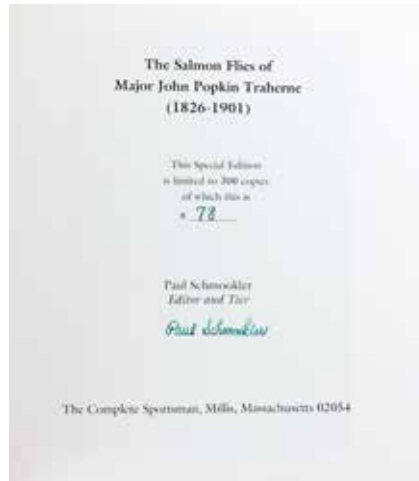 The Salmon Flies of
Major John Popkin Traherne
(1826-1901)
This Special Edition
is limited to 300 copies
of which this is
# 78
Paul Schmookler
Editor and Tier
Paul Schmookler
The Complete Sportsman, Millis, Massachusetts 02054